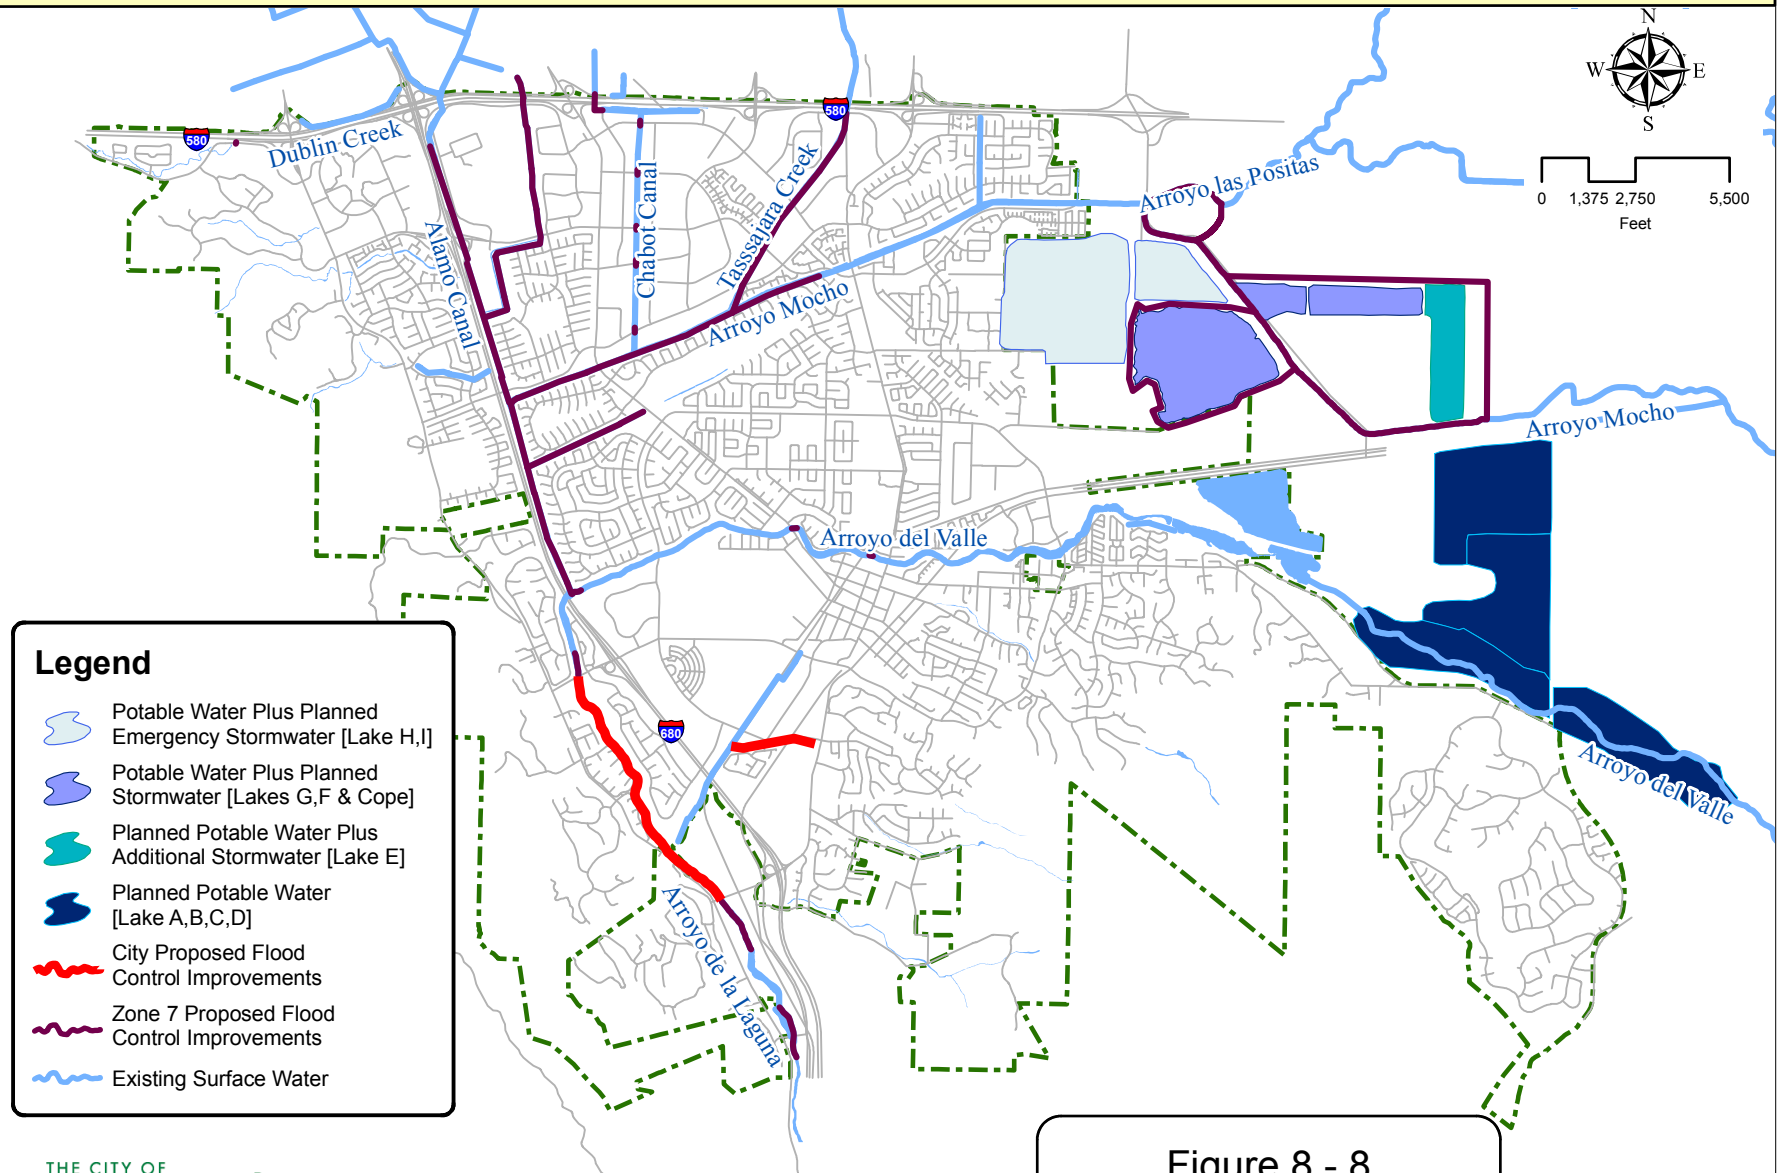 N
W E
S
0 1,375 2,750 5,500
Feet
580
580
Dublin Creek
Alamo Canal
Chabot Canal
Tasssajara Creek
Arroyo Mocho
Arroyo las Positas
Arroyo Mocho
Arroyo del Valle
Arroyo del Valle
680
Arroyo de la Laguna
Legend
Potable Water Plus Planned
Emergency Stormwater [Lake H,I]
Potable Water Plus Planned
Stormwater [Lakes G,F & Cope]
Planned Potable Water Plus
Additional Stormwater [Lake E]
Planned Potable Water
[Lake A,B,C,D]
City Proposed Flood
Control Improvements
Zone 7 Proposed Flood
Control Improvements
Existing Surface Water
THE CITY OF
Figure 8 - 8